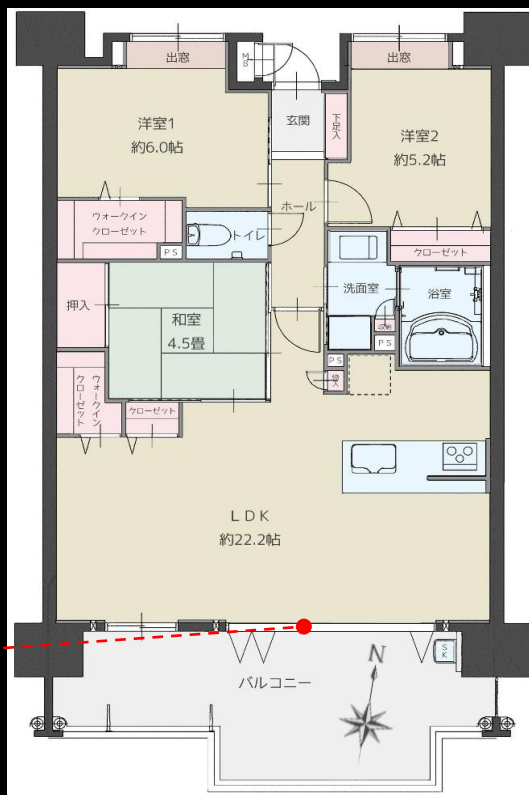 出窓
MB
出窓
洋室1
約6.0帖
玄関
下足入
洋室2
約5.2帖
ホール
ウォークイン
クローゼット
PS
トイレ
クローゼット
押入
和室
4.5畳
洗面室
浴室
収納
PS
PS
物入
ウォークイン
クローゼット
クローゼット
LDK
約22.2帖
SK
バルコニー
N